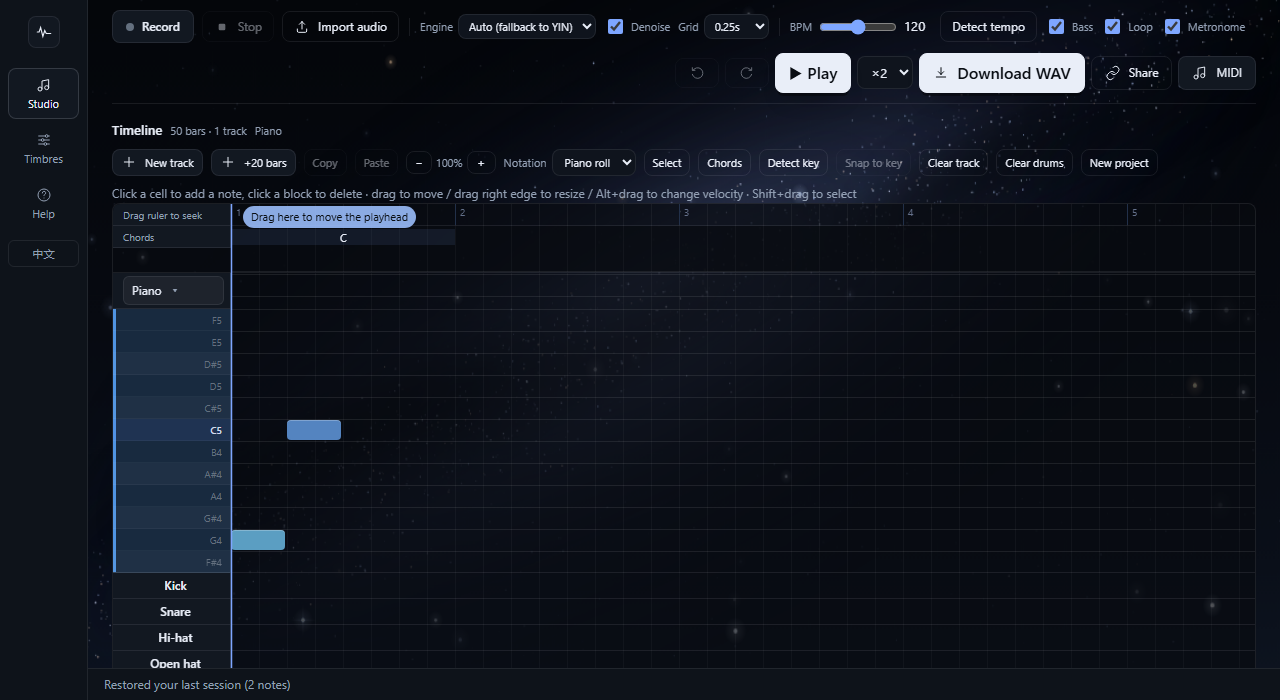 Record
Stop
Import audio
Engine
Auto (fallback to YIN)
Denoise
Grid
0.25s
BPM
120
Detect tempo
Bass
Loop
Metronome
Play
×2
Download WAV
Share
MIDI
Studio
Timbres
Help
中文
Timeline
50 bars · 1 track
Piano
New track
+20 bars
Copy
Paste
−
100%
+
Notation
Piano roll
Select
Chords
Detect key
Snap to key
Clear track
Clear drums
New project
Click a cell to add a note, click a block to delete · drag to move / drag right edge to resize / Alt+drag to change velocity · Shift+drag to select
Drag ruler to seek
1
Drag here to move the playhead
2
3
4
5
Chords
C
Piano
F5
E5
D#5
D5
C#5
C5
B4
A#4
A4
G#4
G4
F#4
Kick
Snare
Hi-hat
Open hat
Restored your last session (2 notes)